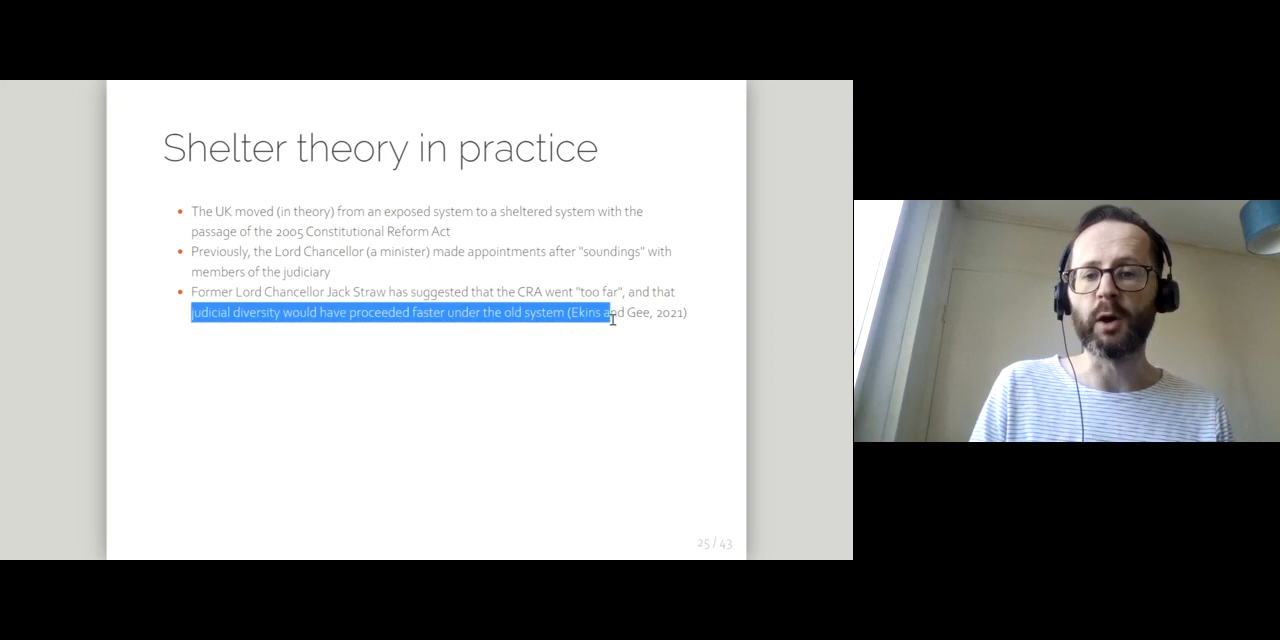 Shelter theory in practice
The UK moved (in theory) from an exposed system to a sheltered system with the
passage of the 2005 Constitutional Reform Act
Previously, the Lord Chancellor (a minister) made appointments after "soundings" with
members of the judiciary
Former Lord Chancellor Jack Straw has suggested that the CRA went "too far", and that
judicial diversity would have proceeded faster under the old system (Ekins and Gee, 2021)
25 / 43